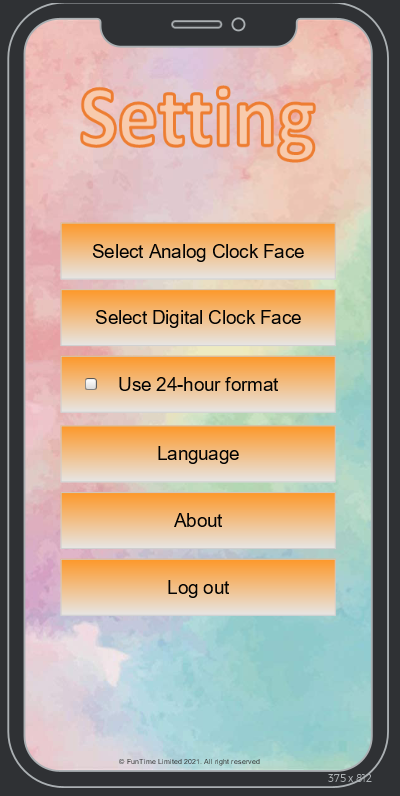 Setting
Select Analog Clock Face
Select Digital Clock Face
Use 24-hour format
Language
About
Log out
© FunTime Limited 2021. All right reserved
375 x 812